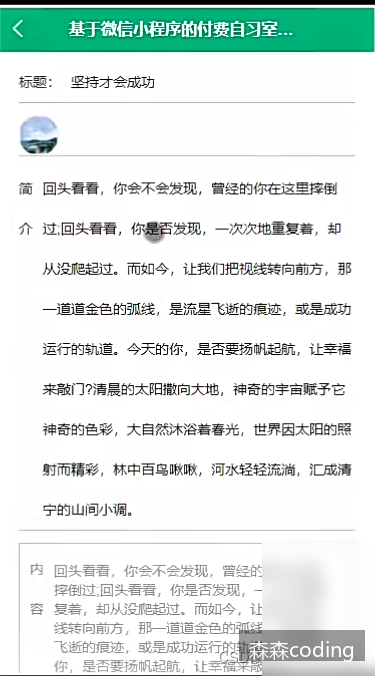 基于微信小程序的付费自习室...
标题： 坚持才会成功
简 回头看看，你会不会发现，曾经的你在这里摔倒
介 过;回头看看，你是否发现，一次次地重复着，却
从没爬起过。而如今，让我们把视线转向前方，那
一道道金色的弧线，是流星飞逝的痕迹，或是成功
运行的轨道。今天的你，是否要扬帆起航，让幸福
来敲门?清晨的太阳撒向大地，神奇的宇宙赋予它
神奇的色彩，大自然沐浴着春光，世界因太阳的照
射而精彩，林中百鸟啾啾，河水轻轻流淌，汇成清
宁的山间小调。
内 回头看看，你会不会发现，曾经的
摔倒过;回头看看，你是否发现，一
容 复着，却从没爬起过。而如今，让
线转向前方，那一道道金色的弧线
飞逝的痕迹，或是成功运行的轨
你，是否要扬帆起航，让幸福来敲
森森coding